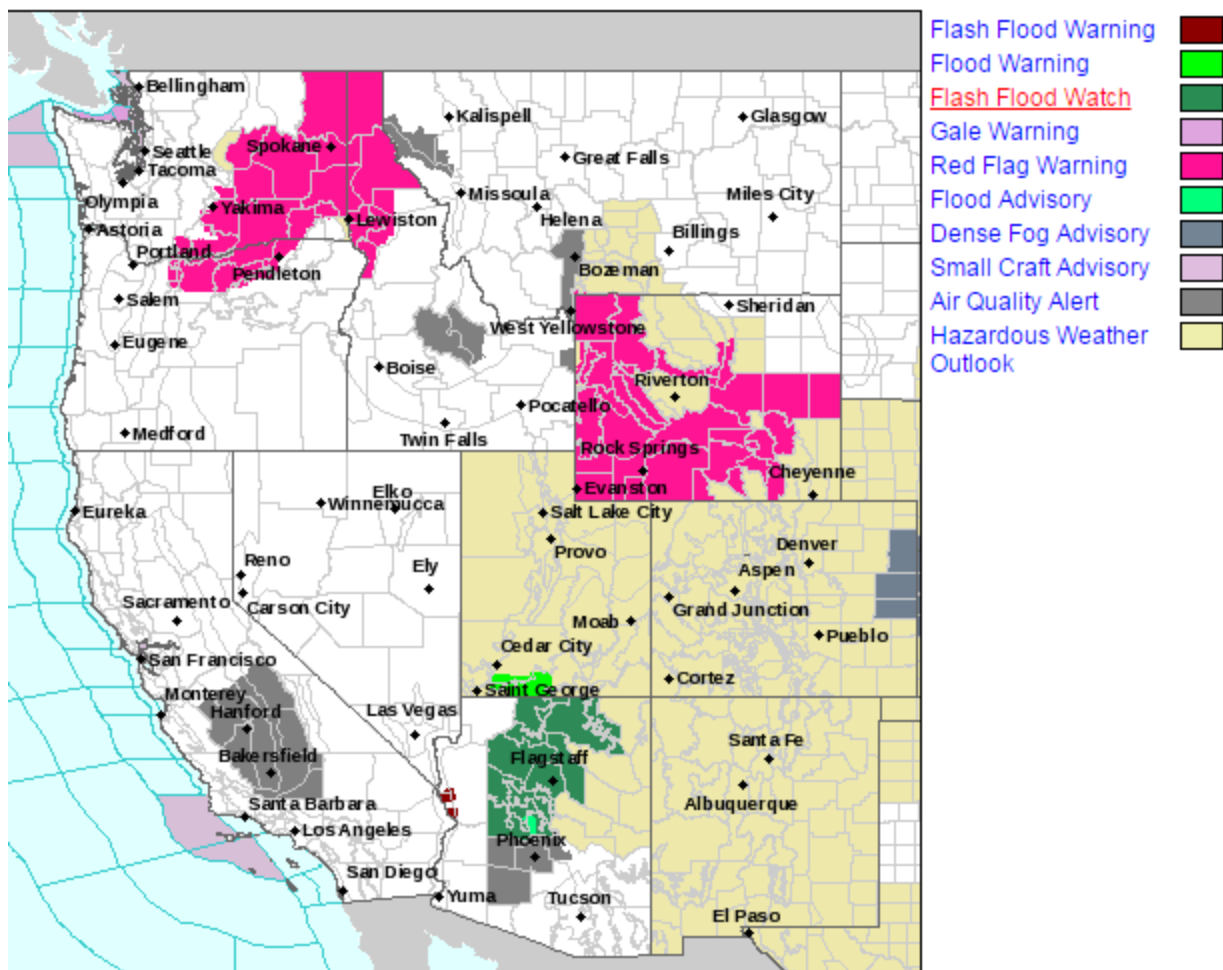 Flash Flood Warning
Flood Warning
Flash Flood Watch
Gale Warning
Red Flag Warning
Flood Advisory
Dense Fog Advisory
Small Craft Advisory
Air Quality Alert
Hazardous Weather
Outlook
Bellingham
Kalispell
Glasgow
Seattle
Spokane
Great Falls
Tacoma
Olympia
Yakima
Lewiston
Missoula
Helena
Miles City
Astoria
Portland
Pendleton
Billings
Bozeman
Salem
Sheridan
West Yellowstone
Eugene
Boise
Riverton
Pocatello
Medford
Twin Falls
Rock Springs
Cheyenne
Evanston
Eureka
Winnemucca
Elko
Salt Lake City
Provo
Reno
Ely
Denver
Aspen
Sacramento
Carson City
Grand Junction
Moab
Pueblo
San Francisco
Cedar City
Cortez
Monterey
Hanford
Las Vegas
Saint George
Bakersfield
Flagstaff
Santa Fe
Albuquerque
Santa Barbara
Los Angeles
Phoenix
San Diego
Yuma
Tucson
El Paso